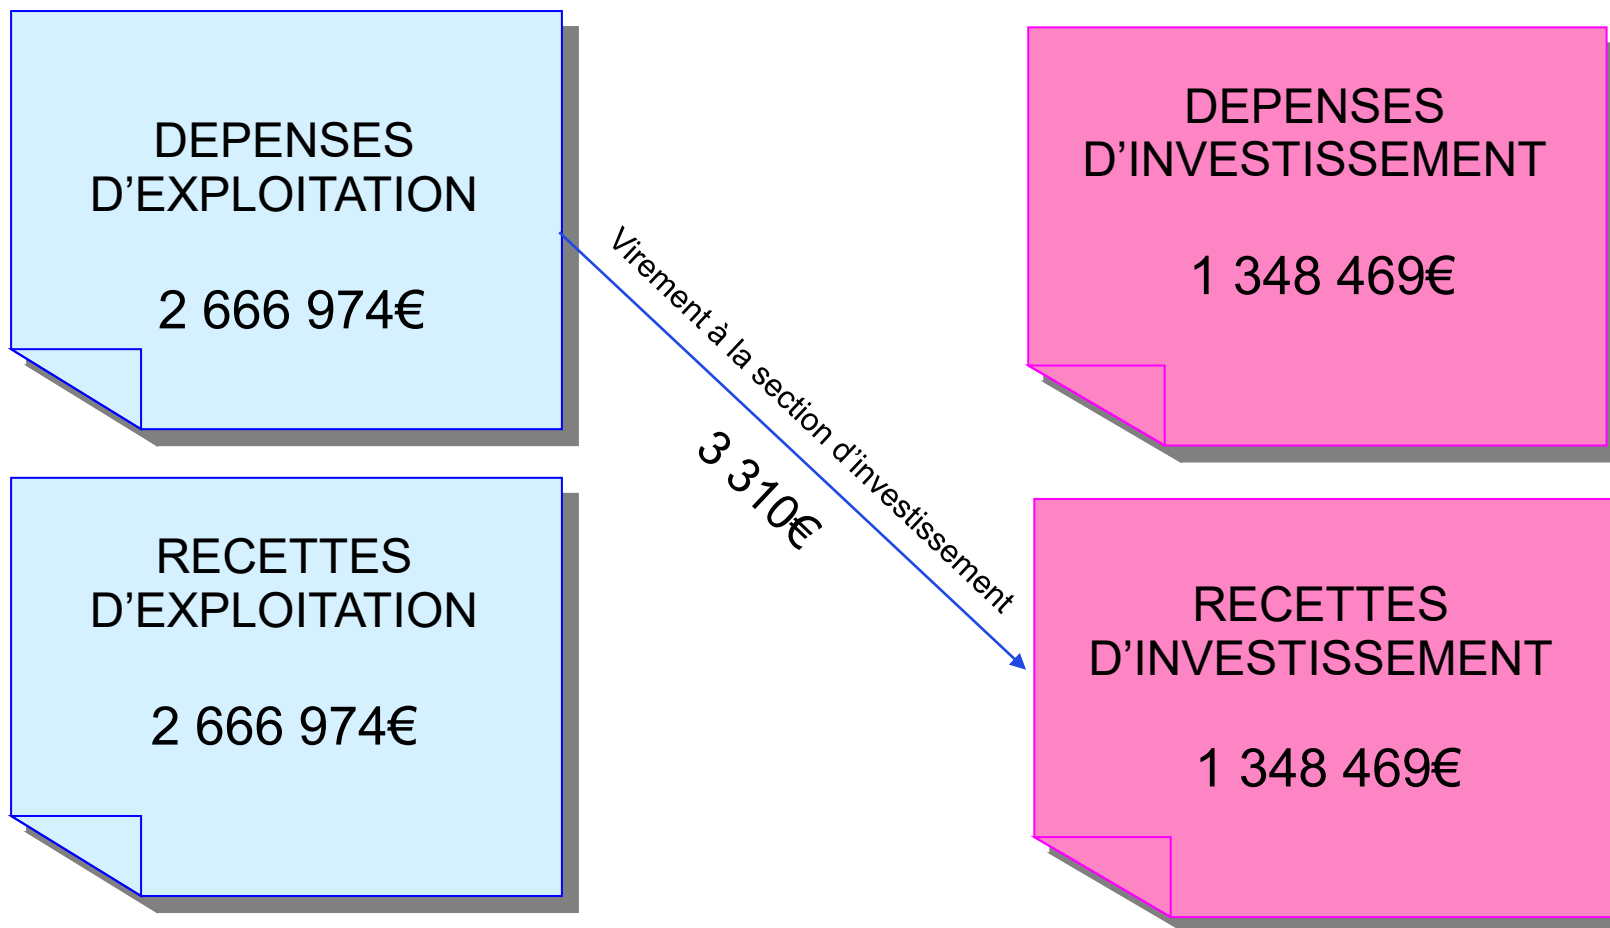 DEPENSES
D’EXPLOITATION
2 666 974€
RECETTES
D’EXPLOITATION
2 666 974€
Virement à la section d’investissement
3 310€
DEPENSES
D’INVESTISSEMENT
1 348 469€
RECETTES
D’INVESTISSEMENT
1 348 469€